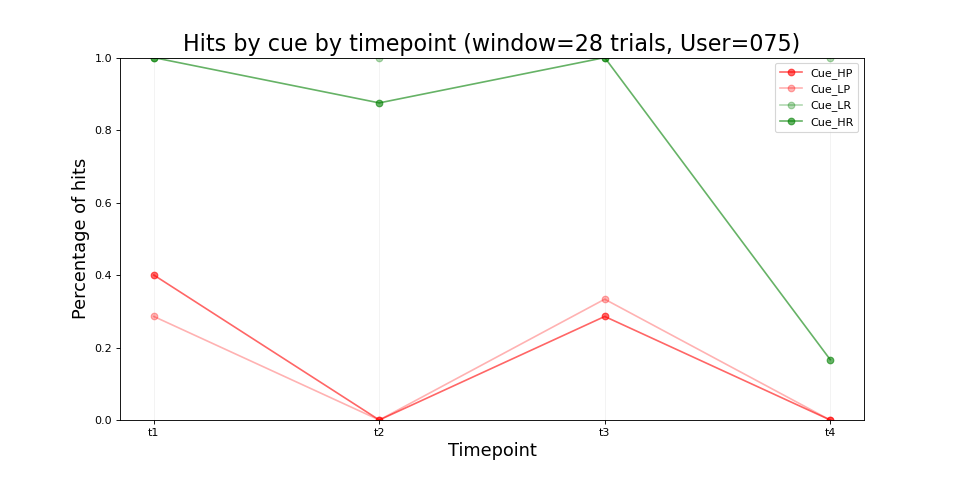 Hits by cue by timepoint (window=28 trials, User=075)
Percentage of hits
1.0
0.8
0.6
0.4
0.2
0.0
Cue_HP
Cue_LP
Cue_LR
Cue_HR
t1
t2
t3
t4
Timepoint